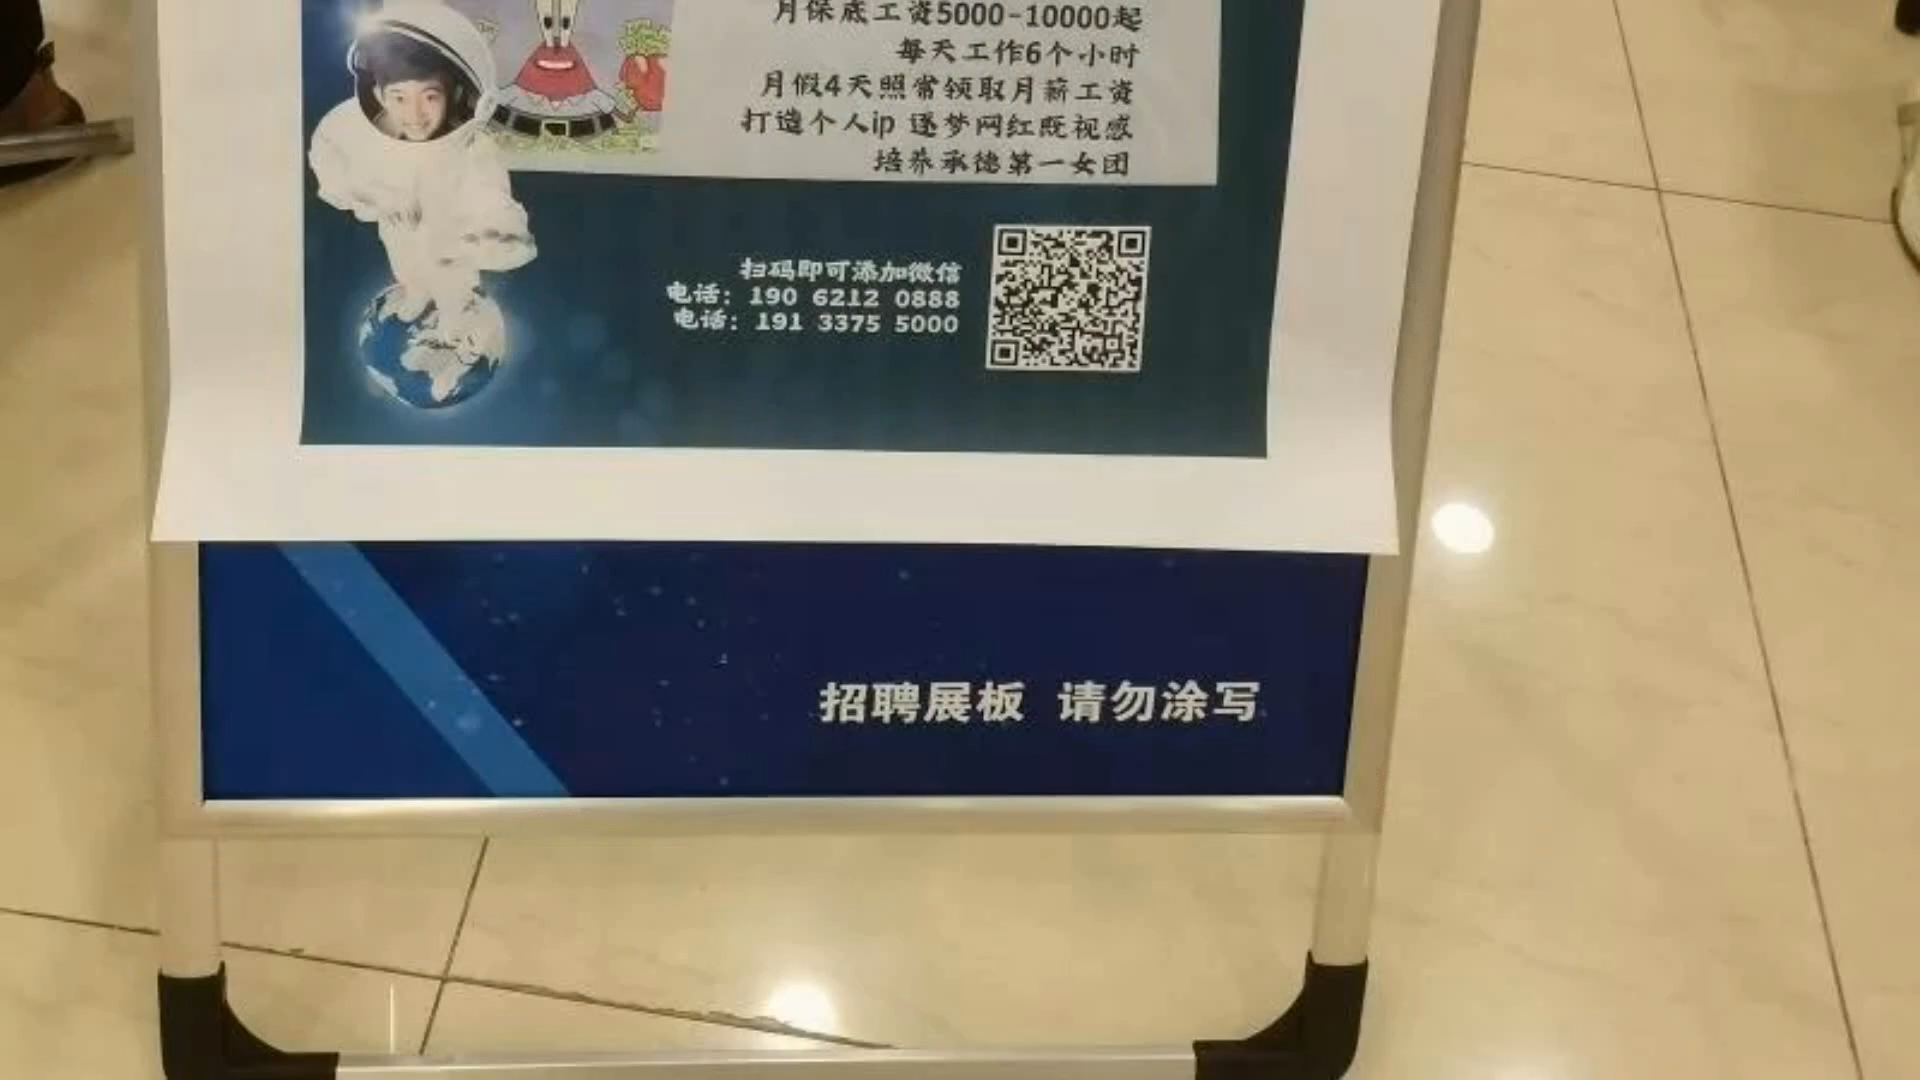 月保底工资5000-10000起
每天工作6个小时
月假4天照常领取月薪工资
打造个人ip 逐梦网红既视感
培养承德第一女团
扫码即可添加微信
电话: 190 6212 0888
电话: 191 3375 5000
招聘展板 请勿涂写